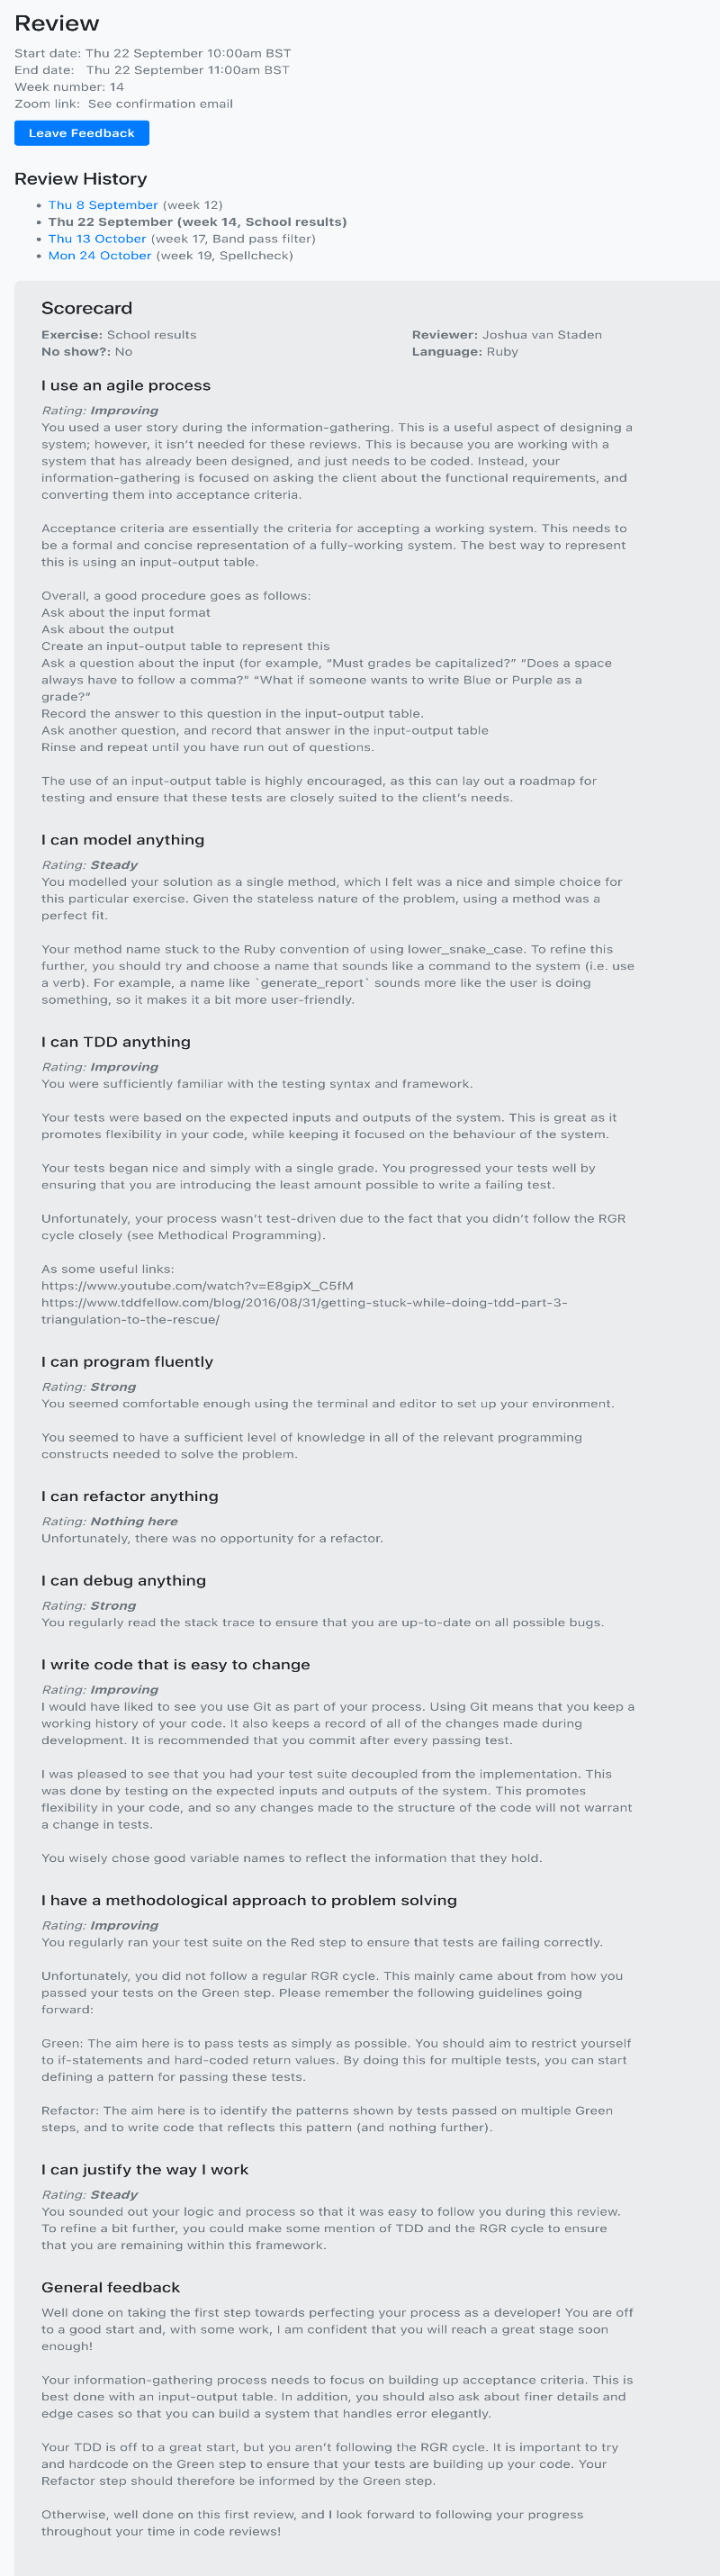 Review
Start date: Thu 22 September 10:00am BST
End date: Thu 22 September 11:00am BST
Week number: 14
Zoom link: See confirmation email
Leave Feedback
Review History
• Thu 8 September (week 12)
• Thu 22 September (week 14, School results)
• Thu 13 October (week 17, Band pass filter)
• Mon 24 October (week 19, Spellcheck)
Scorecard
Exercise: School results
Reviewer: Joshua van Staden
No show?: No
Language: Ruby
I use an agile process
Rating: Improving
You used a user story during the information-gathering. This is a useful aspect of designing a
system; however, it isn't needed for these reviews. This is because you are working with a
system that has already been designed, and just needs to be coded. Instead, your
information-gathering is focused on asking the client about the functional requirements, and
converting them into acceptance criteria.
Acceptance criteria are essentially the criteria for accepting a working system. This needs to
be a formal and concise representation of a fully-working system. The best way to represent
this is using an input-output table.
Overall, a good procedure goes as follows:
Ask about the input format
Ask about the output
Create an input-output table to represent this
Ask a question about the input (for example, “Must grades be capitalized?” “Does a space
always have to follow a comma?” “What if someone wants to write Blue or Purple as a
grade?”
Record the answer to this question in the input-output table.
Ask another question, and record that answer in the input-output table
Rinse and repeat until you have run out of questions.
The use of an input-output table is highly encouraged, as this can lay out a roadmap for
testing and ensure that these tests are closely suited to the client's needs.
I can model anything
Rating: Steady
You modelled your solution as a single method, which I felt was a nice and simple choice for
this particular exercise. Given the stateless nature of the problem, using a method was a
perfect fit.
Your method name stuck to the Ruby convention of using lower_snake_case. To refine this
further, you should try and choose a name that sounds like a command to the system (i.e. use
a verb). For example, a name like `generate_report` sounds more like the user is doing
something, so it makes it a bit more user-friendly.
I can TDD anything
Rating: Improving
You were sufficiently familiar with the testing syntax and framework.
Your tests were based on the expected inputs and outputs of the system. This is great as it
promotes flexibility in your code, while keeping it focused on the behaviour of the system.
Your tests began nice and simply with a single grade. You progressed your tests well by
ensuring that you are introducing the least amount possible to write a failing test.
Unfortunately, your process wasn't test-driven due to the fact that you didn't follow the RGR
cycle closely (see Methodical Programming).
As some useful links:
https://www.youtube.com/watch?v=E8gipX_C5fM
https://www.tddfellow.com/blog/2016/08/31/getting-stuck-while-doing-tdd-part-3-
triangulation-to-the-rescue/
I can program fluently
Rating: Strong
You seemed comfortable enough using the terminal and editor to set up your environment.
You seemed to have a sufficient level of knowledge in all of the relevant programming
constructs needed to solve the problem.
I can refactor anything
Rating: Nothing here
Unfortunately, there was no opportunity for a refactor.
I can debug anything
Rating: Strong
You regularly read the stack trace to ensure that you are up-to-date on all possible bugs.
I write code that is easy to change
Rating: Improving
I would have liked to see you use Git as part of your process. Using Git means that you keep a
working history of your code. It also keeps a record of all of the changes made during
development. It is recommended that you commit after every passing test.
I was pleased to see that you had your test suite decoupled from the implementation. This
was done by testing on the expected inputs and outputs of the system. This promotes
flexibility in your code, and so any changes made to the structure of the code will not warrant
a change in tests.
You wisely chose good variable names to reflect the information that they hold.
I have a methodological approach to problem solving
Rating: Improving
You regularly ran your test suite on the Red step to ensure that tests are failing correctly.
Unfortunately, you did not follow a regular RGR cycle. This mainly came about from how you
passed your tests on the Green step. Please remember the following guidelines going
forward:
Green: The aim here is to pass tests as simply as possible. You should aim to restrict yourself
to if-statements and hard-coded return values. By doing this for multiple tests, you can start
defining a pattern for passing these tests.
Refactor: The aim here is to identify the patterns shown by tests passed on multiple Green
steps, and to write code that reflects this pattern (and nothing further).
I can justify the way I work
Rating: Steady
You sounded out your logic and process so that it was easy to follow you during this review.
To refine a bit further, you could make some mention of TDD and the RGR cycle to ensure
that you are remaining within this framework.
General feedback
Well done on taking the first step towards perfecting your process as a developer! You are off
to a good start and, with some work, I am confident that you will reach a great stage soon
enough!
Your information-gathering process needs to focus on building up acceptance criteria. This is
best done with an input-output table. In addition, you should also ask about finer details and
edge cases so that you can build a system that handles error elegantly.
Your TDD is off to a great start, but you aren't following the RGR cycle. It is important to try
and hardcode on the Green step to ensure that your tests are building up your code. Your
Refactor step should therefore be informed by the Green step.
Otherwise, well done on this first review, and I look forward to following your progress
throughout your time in code reviews!